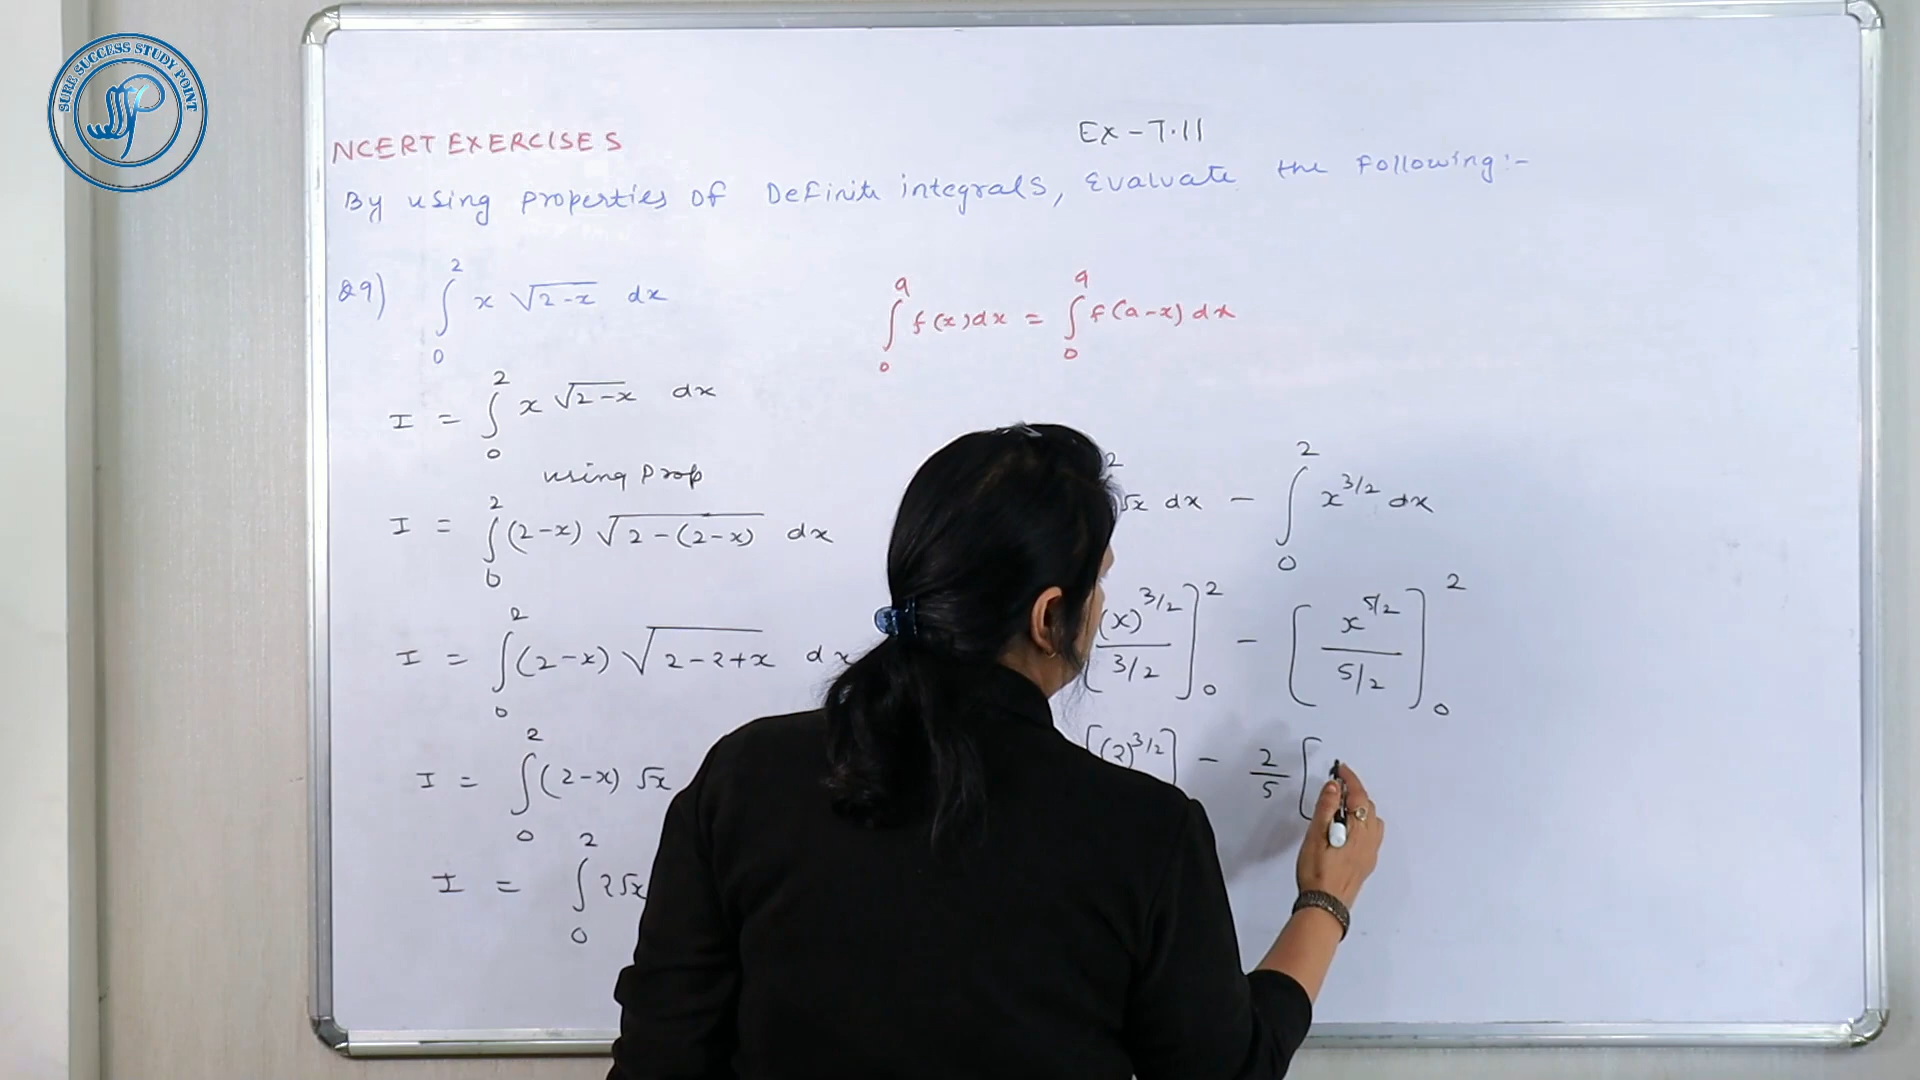 SURE SUCCESS STUDY POINT
NCERT EXERCISES
Ex - 7.11
By using properties of Definite integrals, Evaluate the Following:-
Q9) ∫₀² x √(2-x) dx
∫₀ᵃ f(x)dx = ∫₀ᵃ f(a-x) dx
I = ∫₀² x √(2-x) dx
using Prop
I = ∫₀² (2-x) √(2-(2-x)) dx
I = ∫₀² (2-x) √(2-2+x) dx
I = ∫₀² (2-x) √x
I = ∫₀² 2√x
√x dx - ∫₀² x^(3/2) dx
[(x)^(3/2) / (3/2)]₀² - [x^(5/2) / (5/2)]₀²
[(2)^(3/2)] - 2/5 [